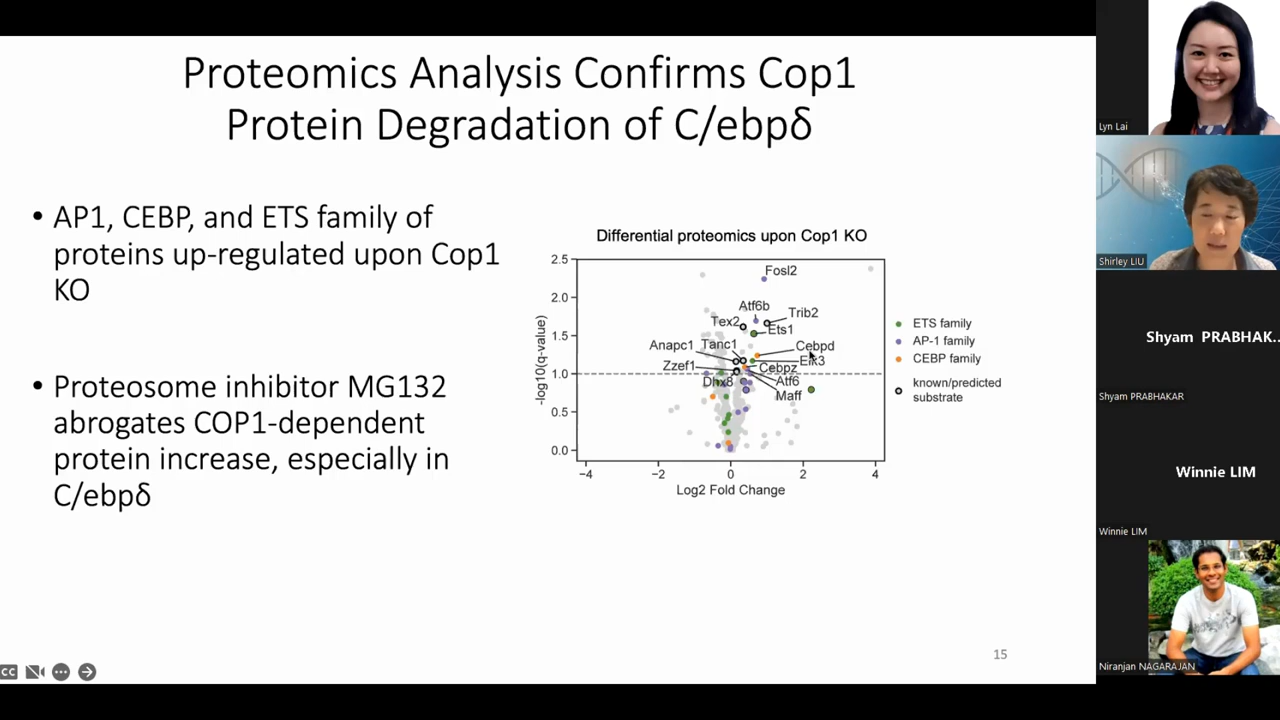 Proteomics Analysis Confirms Cop1
Protein Degradation of C/ebpδ
• AP1, CEBP, and ETS family of
proteins up-regulated upon Cop1
KO
• Proteosome inhibitor MG132
abrogates COP1-dependent
protein increase, especially in
C/ebpδ
Differential proteomics upon Cop1 KO
-log10(q-value)
2.5
2.0
1.5
1.0
0.5
0.0
Fosl2
Atf6b
Trib2
Tex2
Ets1
Anapc1
Tanc1
Cebpd
Elk3
Zzef1
Cebpz
Dhx8
Atf6
Maff
−4
−2
0
2
4
Log2 Fold Change
ETS family
AP-1 family
CEBP family
known/predicted
substrate
15
CC
Lyn Lai
Shirley LIU
Shyam PRABHAK...
Shyam PRABHAKAR
Winnie LIM
Winnie LIM
Niranjan NAGARAJAN